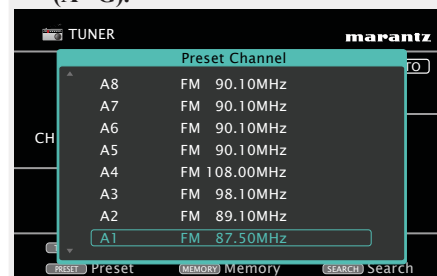 (A - G).
TUNER marantz
Preset Channel
TO
A8 FM 90.10MHz
A7 FM 90.10MHz
A6 FM 90.10MHz
CH
A5 FM 90.10MHz
A4 FM 108.00MHz
A3 FM 98.10MHz
A2 FM 89.10MHz
A1 FM 87.50MHz
T
PRESET Preset MEMORY Memory SEARCH Search